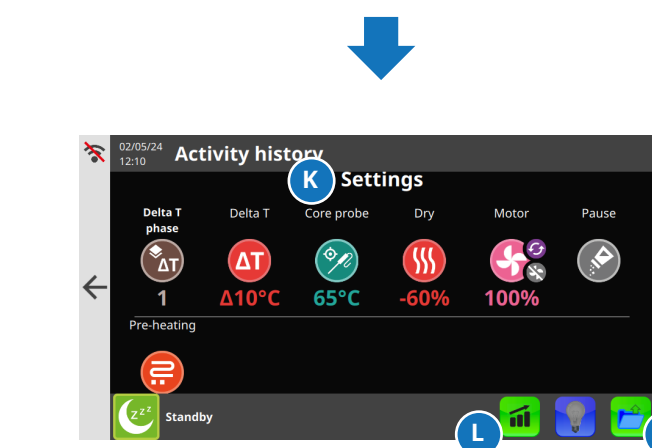 02/05/24
12:10
Activity history
K
Settings
Delta T phase
Delta T
Core probe
Dry
Motor
Pause
ΔT
ΔT
1
Δ10°C
65°C
-60%
100%
Pre-heating
zzz
Standby
L